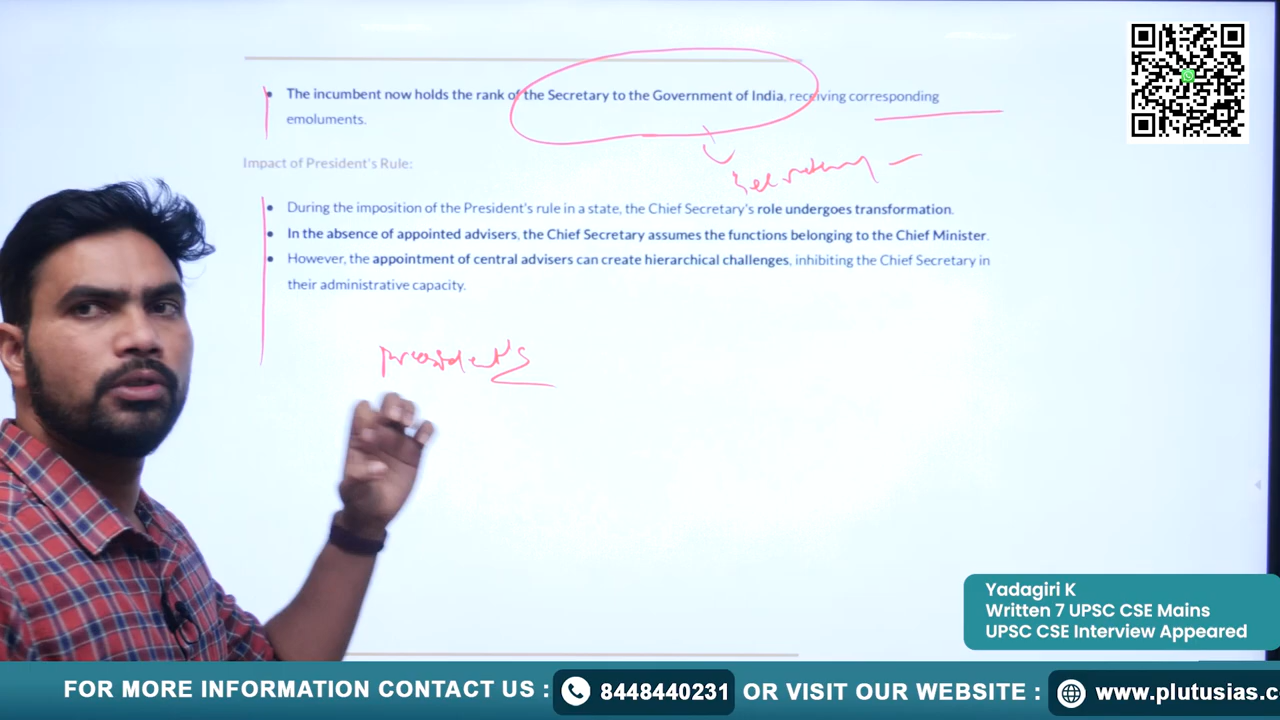 The incumbent now holds the rank of the Secretary to the Government of India, receiving corresponding
emoluments.
Secretary -
Impact of President's Rule:
During the imposition of the President's rule in a state, the Chief Secretary's role undergoes transformation.
In the absence of appointed advisers, the Chief Secretary assumes the functions belonging to the Chief Minister.
However, the appointment of central advisers can create hierarchical challenges, inhibiting the Chief Secretary in
their administrative capacity.
president's
Yadagiri K
Written 7 UPSC CSE Mains
UPSC CSE Interview Appeared
FOR MORE INFORMATION CONTACT US : 8448440231 OR VISIT OUR WEBSITE : www.plutusias.c